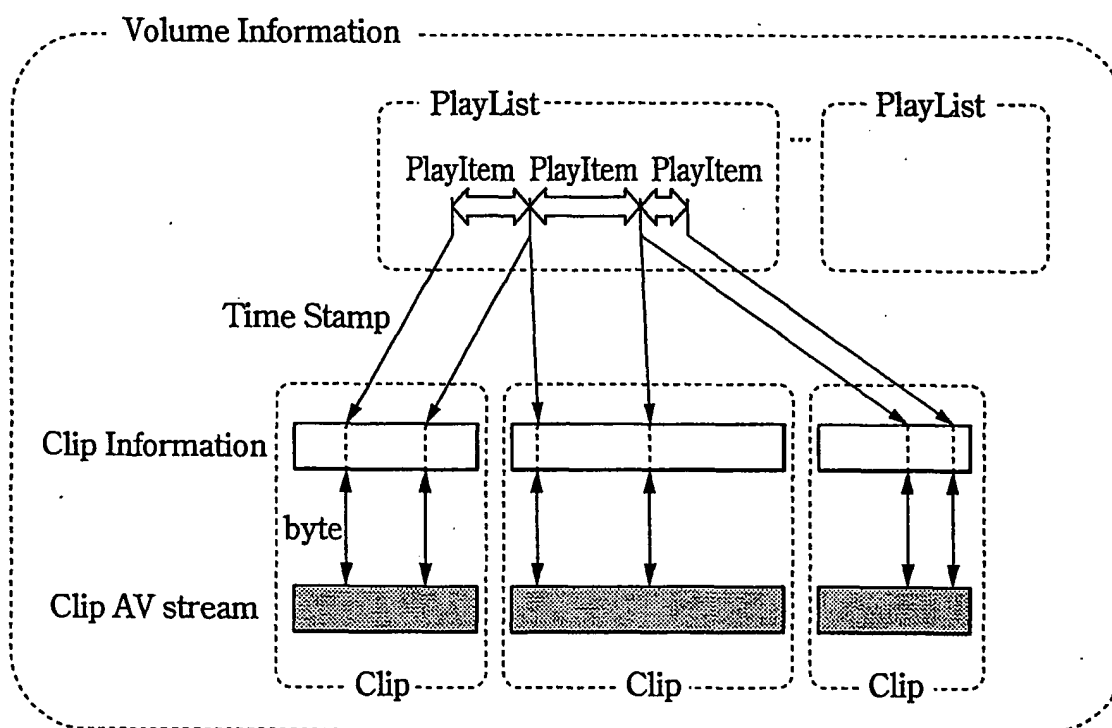 Volume Information
PlayList
PlayList
...
PlayItem PlayItem PlayItem
Time Stamp
Clip Information
byte
Clip AV stream
Clip
Clip
Clip